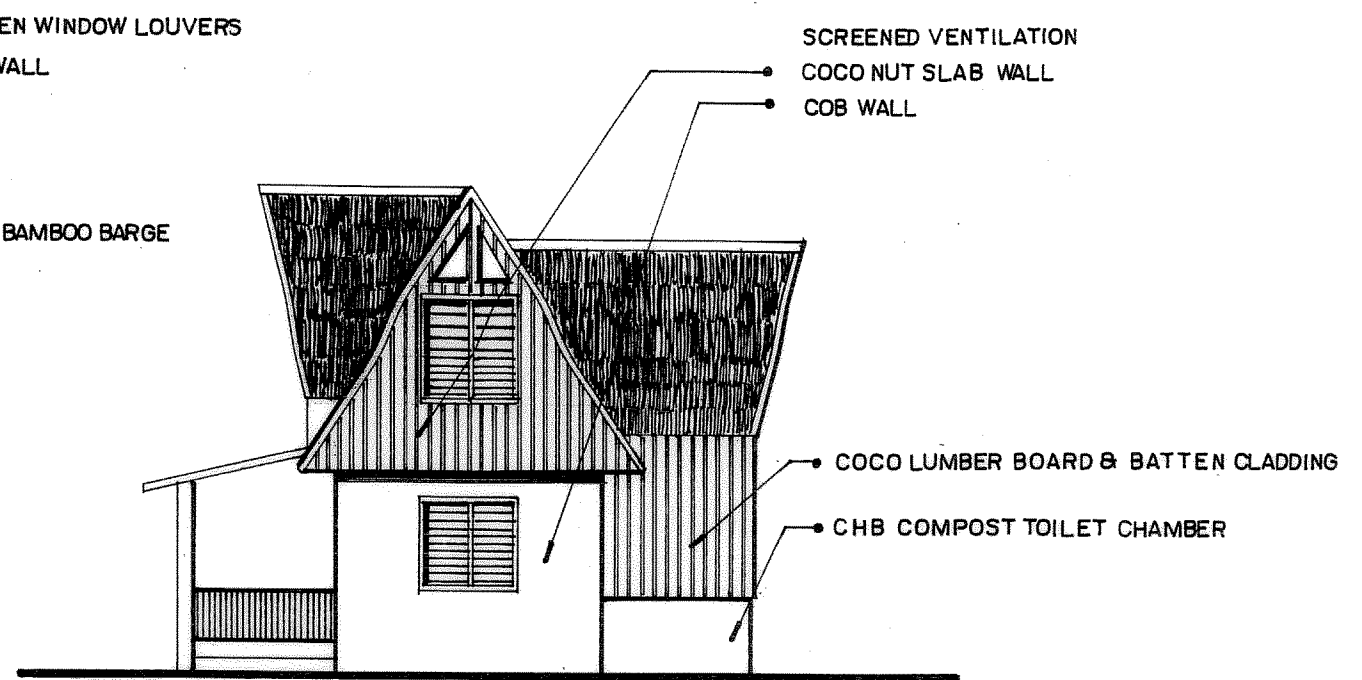 EN WINDOW LOUVERS
WALL
BAMBOO BARGE
SCREENED VENTILATION
COCO NUT SLAB WALL
COB WALL
COCO LUMBER BOARD & BATTEN CLADDING
CHB COMPOST TOILET CHAMBER